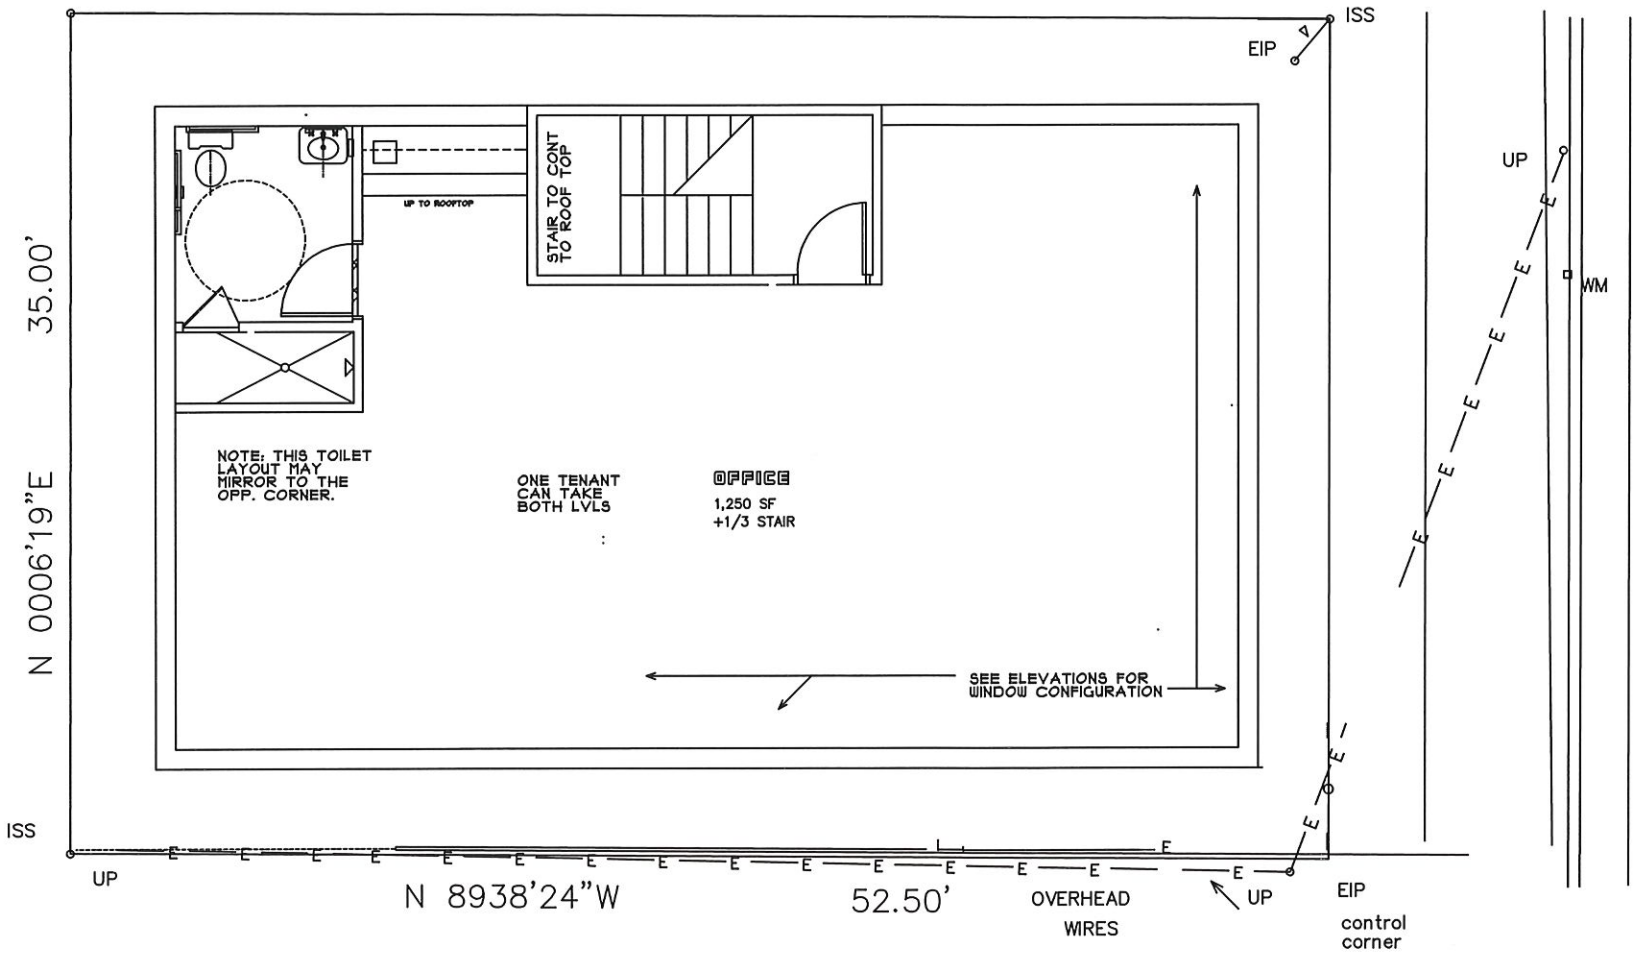 ISS
EIP
UP
E
E
WM
E
E
E
E
E
E
STAIR TO CONT
TO ROOF TOP
UP TO ROOFTOP
35.00'
N 0006'19"E
NOTE: THIS TOILET
LAYOUT MAY
MIRROR TO THE
OPP. CORNER.
ONE TENANT
CAN TAKE
BOTH LVLS
OFFICE
1,250 SF
+1/3 STAIR
SEE ELEVATIONS FOR
WINDOW CONFIGURATION
ISS
E E E E E E E E E E E E E E E E
UP
N 8938'24"W
52.50'
OVERHEAD
WIRES
UP
EIP
control
corner